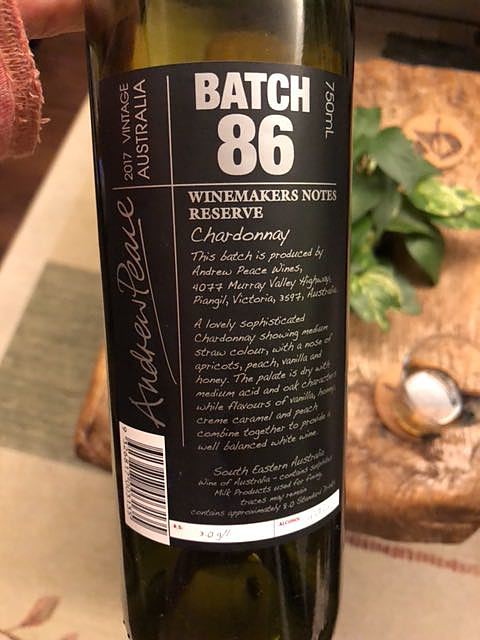 BATCH
86
750mL
2017 VINTAGE
AUSTRALIA
Andrew Peace
WINEMAKERS NOTES
RESERVE
Chardonnay
This batch is produced by
Andrew Peace Wines,
4077 Murray Valley Highway,
Piangil, Victoria, 3597, Australia.
A lovely sophisticated
Chardonnay showing medium
straw colour, with a nose of
apricots, peach, vanilla and
honey. The palate is dry with
medium acid and oak characters
while flavours of vanilla, honey,
creme caramel and peach
combine together to provide a
well balanced white wine.
South Eastern Australia
Wine of Australia - contains sulphites
Milk Products used for fining,
traces may remain
contains approximately 8.0 Standard Drinks
R.S. 3.0 g/l
ALCOHOL